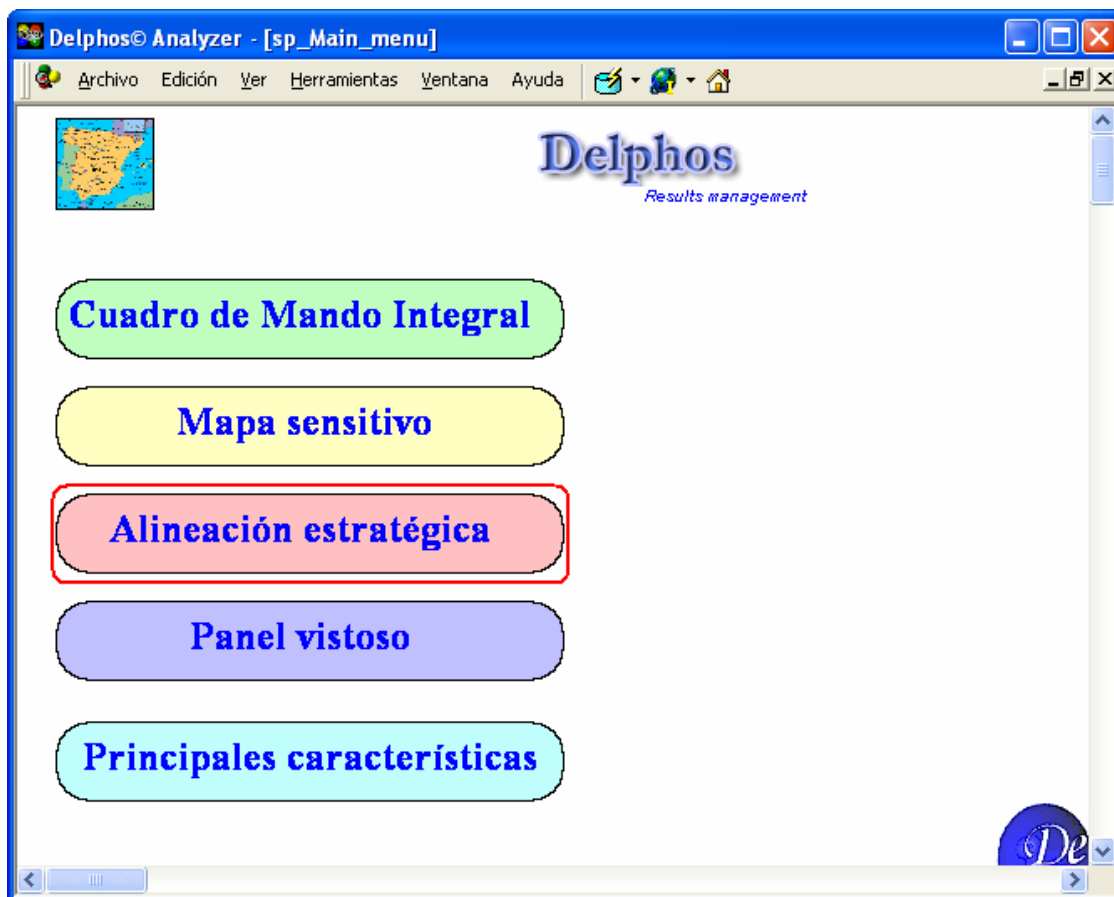 Delphos© Analyzer - [sp_Main_menu]
Archivo Edición Ver Herramientas Ventana Ayuda
Delphos
Results management
Cuadro de Mando Integral
Mapa sensitivo
Alineación estratégica
Panel vistoso
Principales características
De